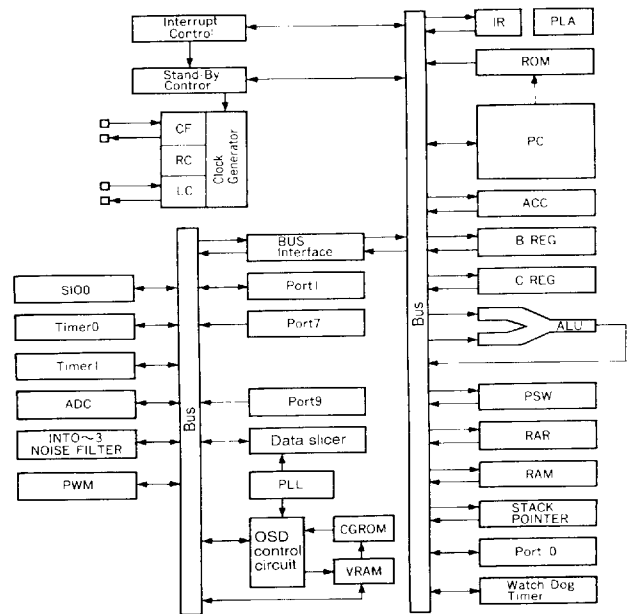 Interrupt
Control
Stand-By
Control
CF
RC
LC
Clock
Generator
IR
PLA
ROM
PC
ACC
B REG
C REG
ALU
Bus
PSW
RAR
RAM
STACK
POINTER
Port 0
Watch Dog
Timer
BUS
Interface
Port1
Port7
Port9
Data slicer
PLL
OSD
control
circuit
CGROM
VRAM
Bus
SIO0
Timer0
Timer1
ADC
INT0~3
NOISE FILTER
PWM